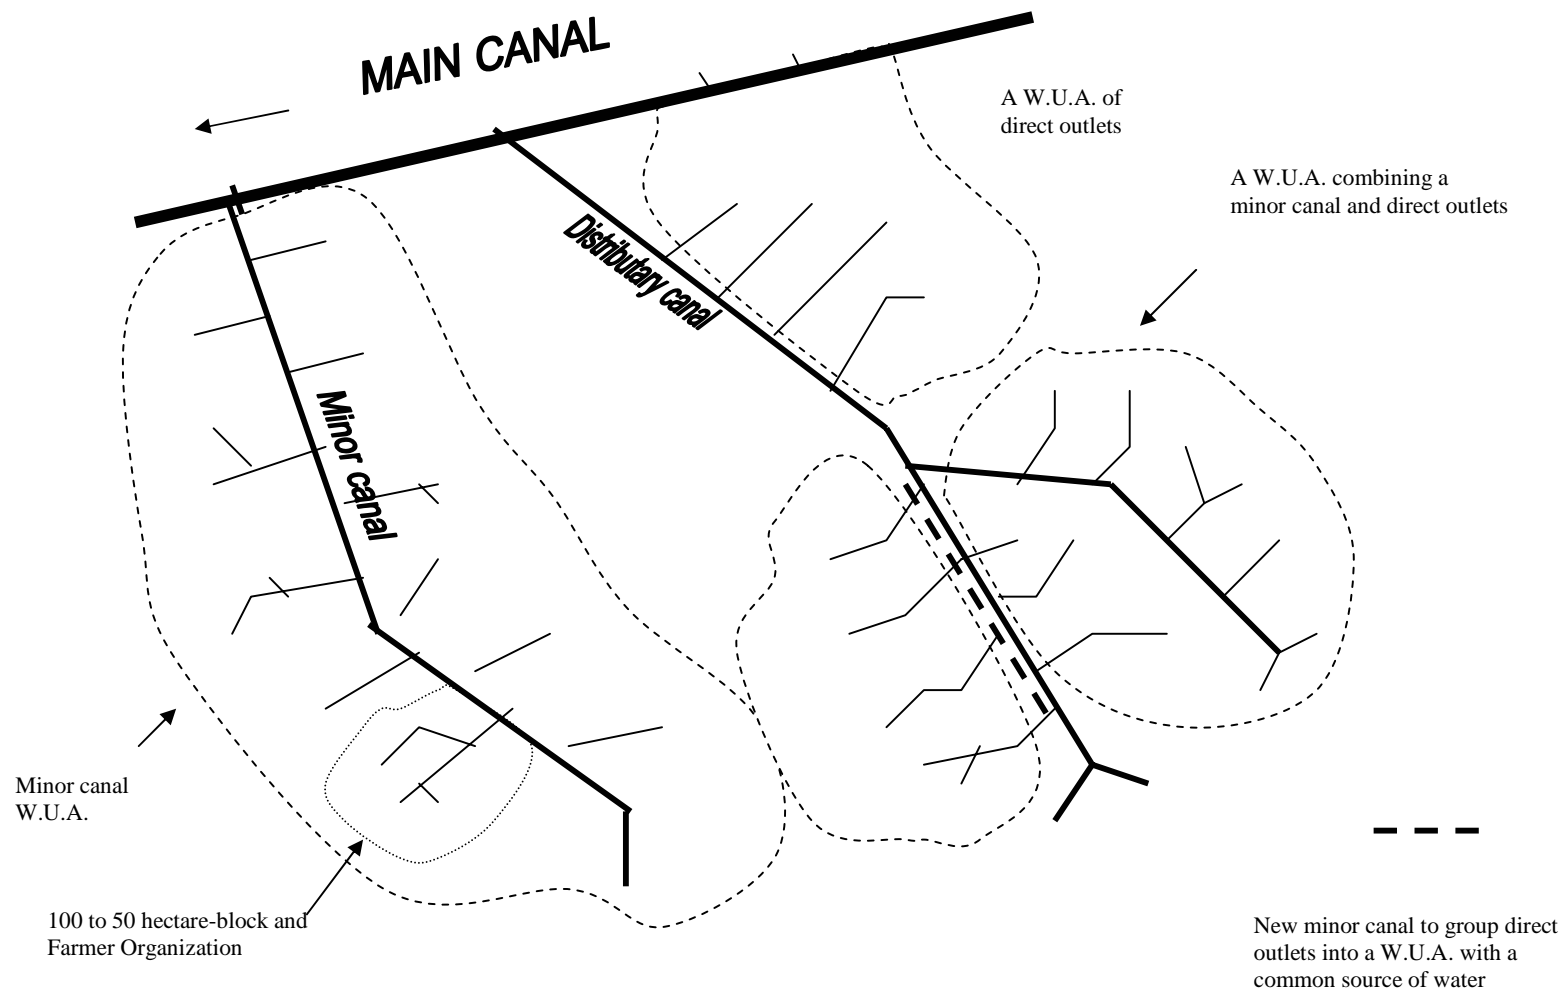 MAIN CANAL
A W.U.A. of
direct outlets
A W.U.A. combining a
minor canal and direct outlets
Distributary canal
Minor canal
Minor canal
W.U.A.
100 to 50 hectare-block and
Farmer Organization
New minor canal to group direct
outlets into a W.U.A. with a
common source of water